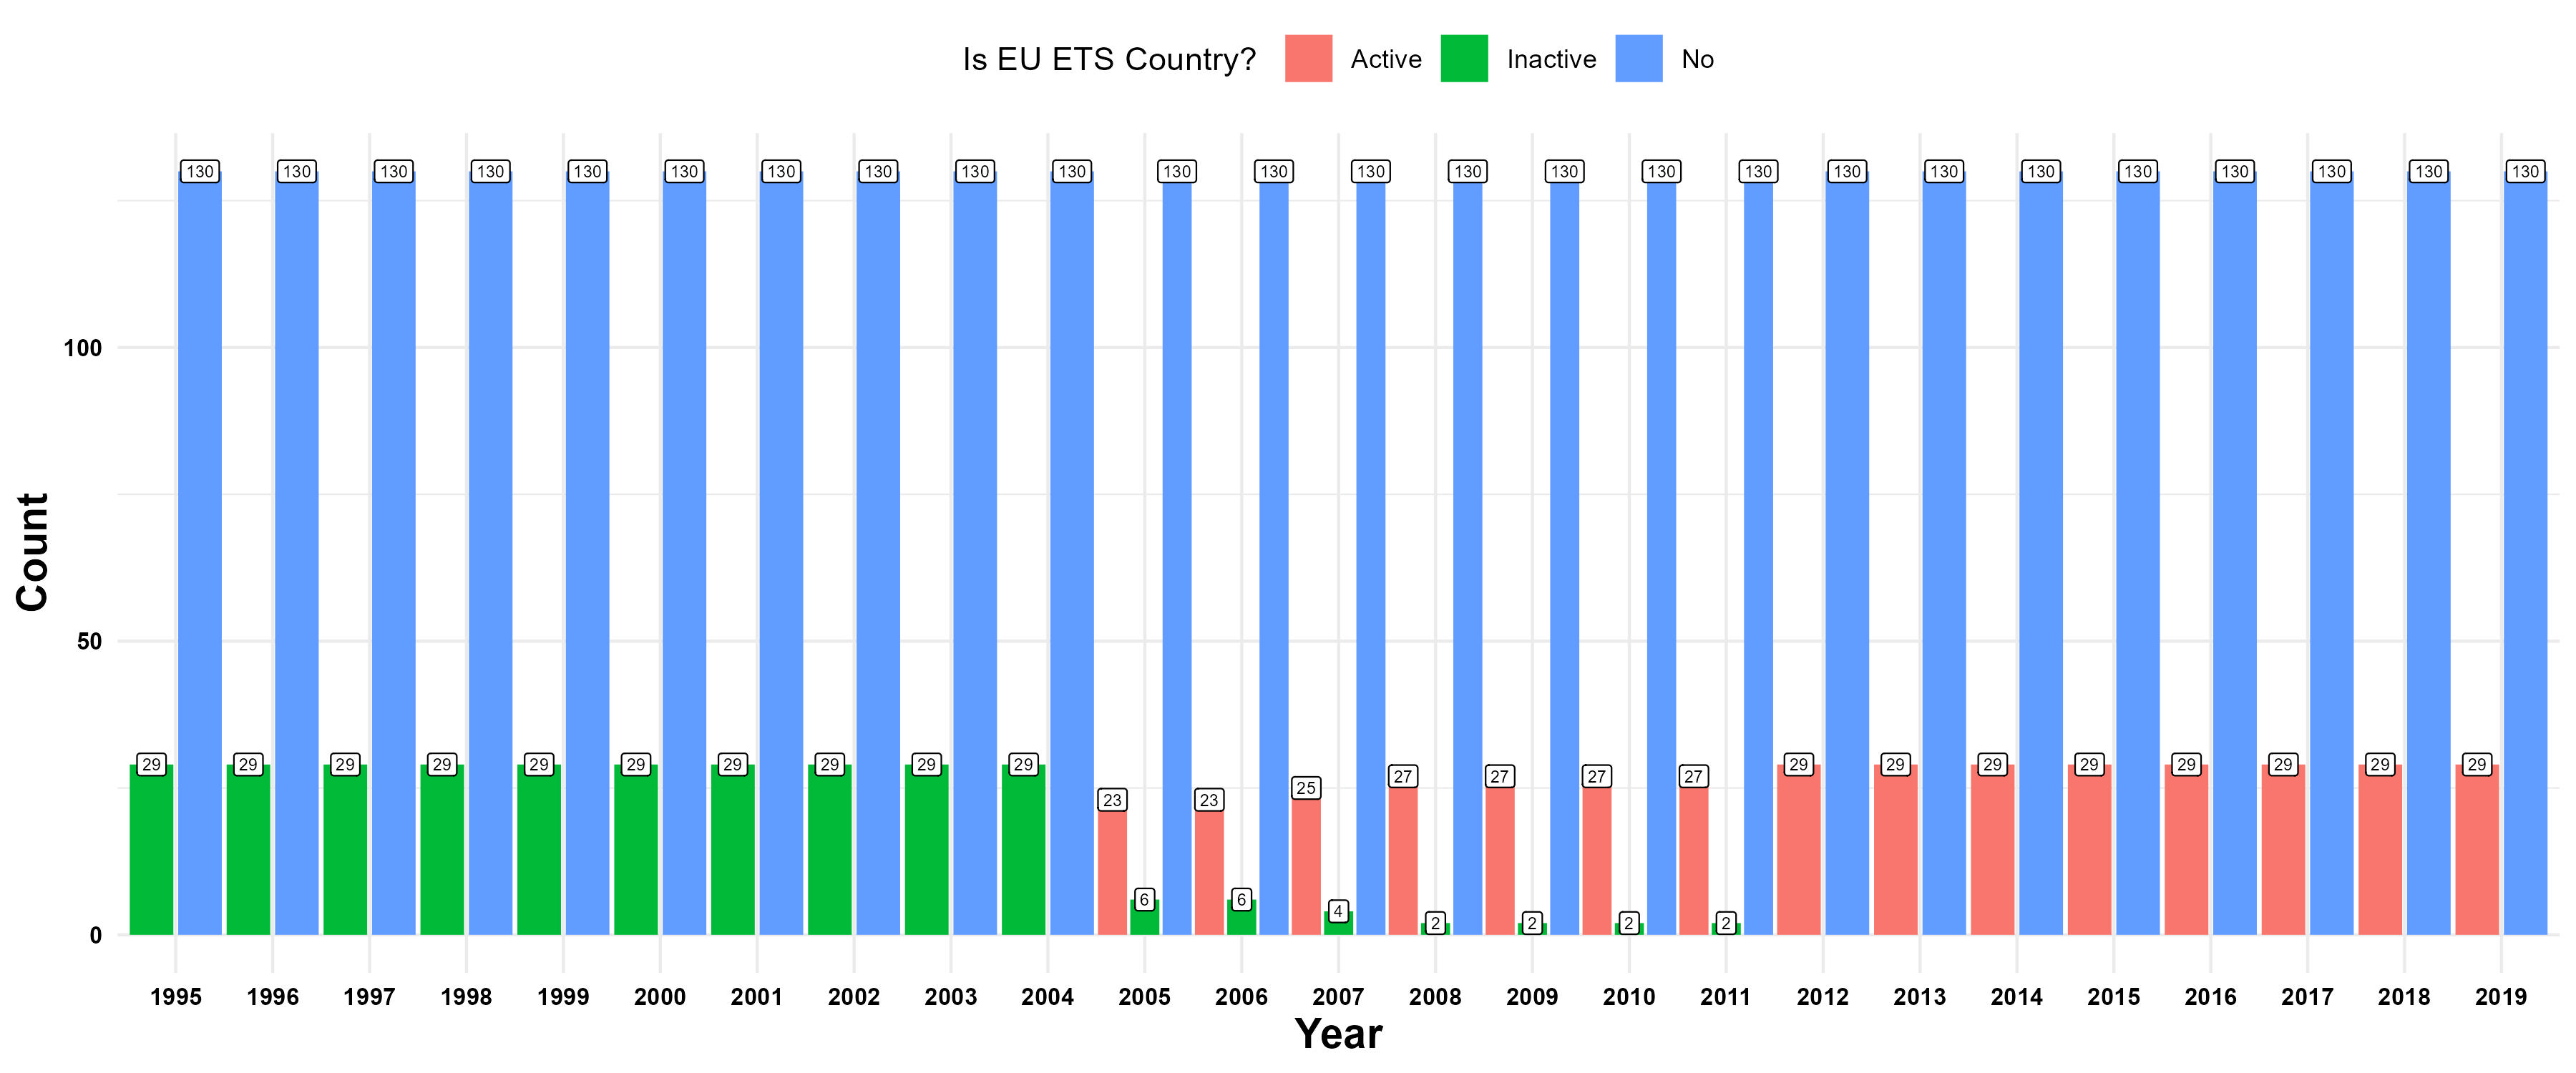 Is EU ETS Country? Active Inactive No
130 130 130 130 130 130 130 130 130 130 130 130 130 130 130 130 130 130 130 130 130 130 130 130 130
100
Count
50
29 29 29 29 29 29 29 29 29 29 23 23 25 27 27 27 27 29 29 29 29 29 29 29 29
6 6 4 2 2 2 2
0
1995 1996 1997 1998 1999 2000 2001 2002 2003 2004 2005 2006 2007 2008 2009 2010 2011 2012 2013 2014 2015 2016 2017 2018 2019
Year